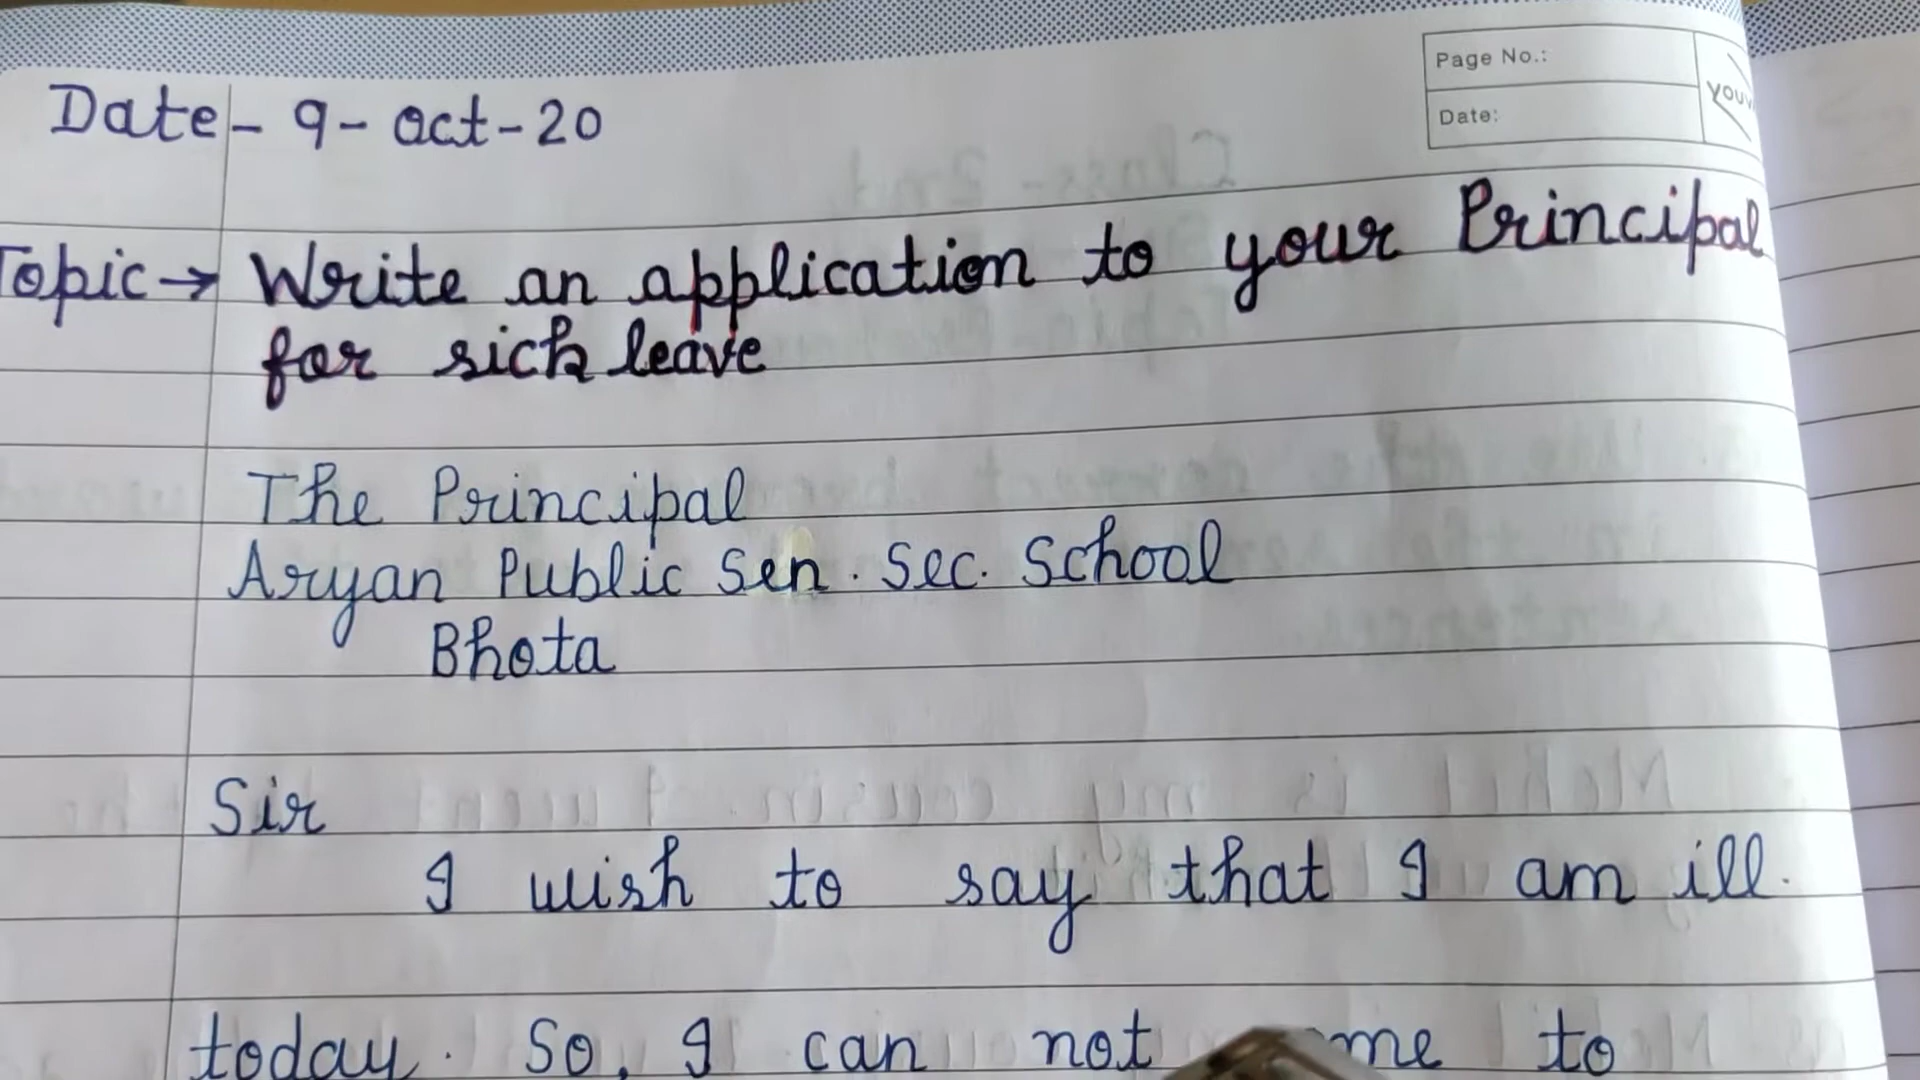 Page No.:
Date:
Date - 9 - oct - 20
Topic → Write an application to your Principal
for sick leave
The Principal
Aryan Public Sen. Sec. School
Bhota
Sir
I wish to say that I am ill.
today. So, I can not me to